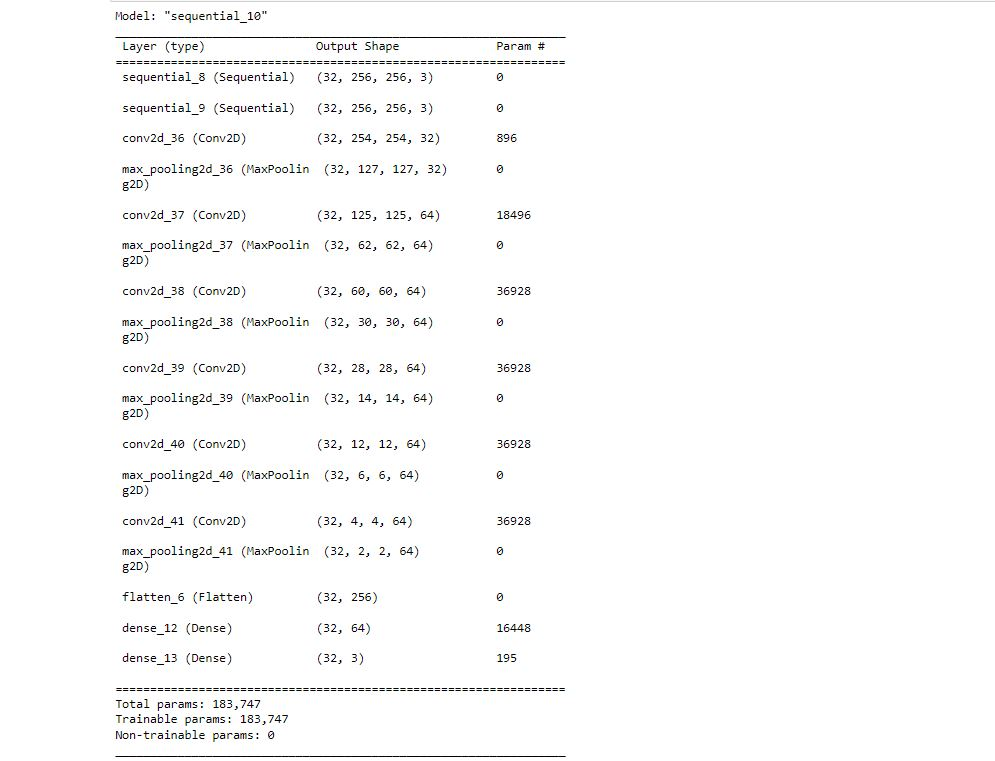 Model: "sequential_10"
Layer (type) Output Shape Param #
=================================================================
sequential_8 (Sequential) (32, 256, 256, 3) 0
sequential_9 (Sequential) (32, 256, 256, 3) 0
conv2d_36 (Conv2D) (32, 254, 254, 32) 896
max_pooling2d_36 (MaxPoolin (32, 127, 127, 32) 0
g2D)
conv2d_37 (Conv2D) (32, 125, 125, 64) 18496
max_pooling2d_37 (MaxPoolin (32, 62, 62, 64) 0
g2D)
conv2d_38 (Conv2D) (32, 60, 60, 64) 36928
max_pooling2d_38 (MaxPoolin (32, 30, 30, 64) 0
g2D)
conv2d_39 (Conv2D) (32, 28, 28, 64) 36928
max_pooling2d_39 (MaxPoolin (32, 14, 14, 64) 0
g2D)
conv2d_40 (Conv2D) (32, 12, 12, 64) 36928
max_pooling2d_40 (MaxPoolin (32, 6, 6, 64) 0
g2D)
conv2d_41 (Conv2D) (32, 4, 4, 64) 36928
max_pooling2d_41 (MaxPoolin (32, 2, 2, 64) 0
g2D)
flatten_6 (Flatten) (32, 256) 0
dense_12 (Dense) (32, 64) 16448
dense_13 (Dense) (32, 3) 195
=================================================================
Total params: 183,747
Trainable params: 183,747
Non-trainable params: 0